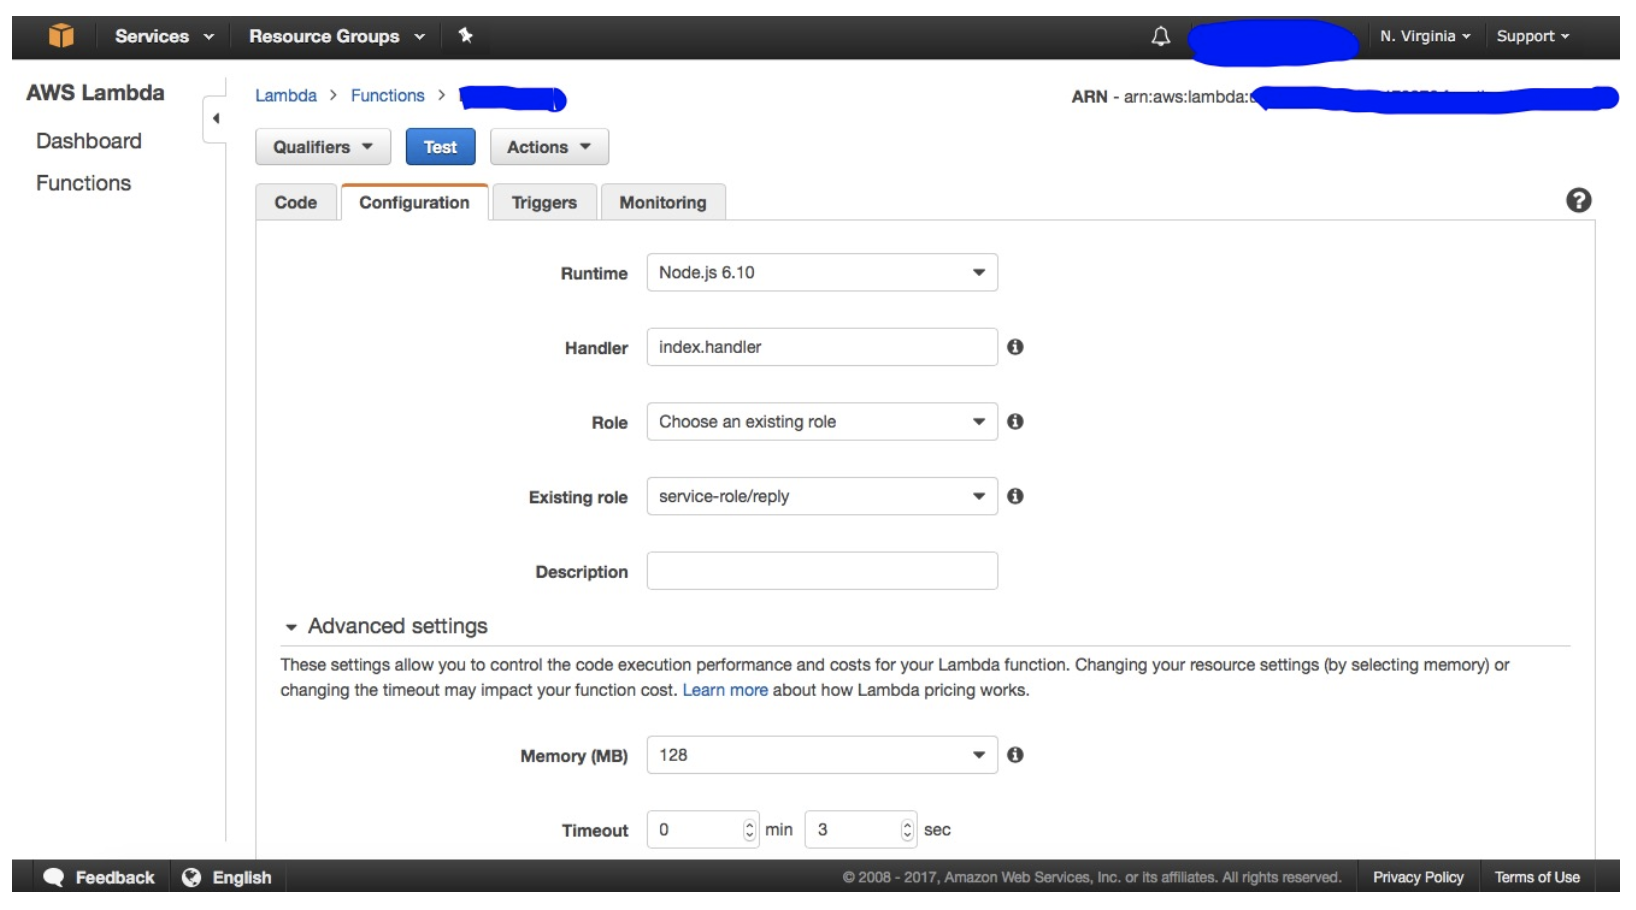 Services
Resource Groups
N. Virginia
Support
AWS Lambda
Dashboard
Functions
Lambda > Functions >
ARN - arn:aws:lambda:
Qualifiers
Test
Actions
Code
Configuration
Triggers
Monitoring
Runtime Node.js 6.10
Handler index.handler
Role Choose an existing role
Existing role service-role/reply
Description
Advanced settings
These settings allow you to control the code execution performance and costs for your Lambda function. Changing your resource settings (by selecting memory) or
changing the timeout may impact your function cost. Learn more about how Lambda pricing works.
Memory (MB) 128
Timeout 0 min 3 sec
Feedback
English
© 2008 - 2017, Amazon Web Services, Inc. or its affiliates. All rights reserved.
Privacy Policy
Terms of Use